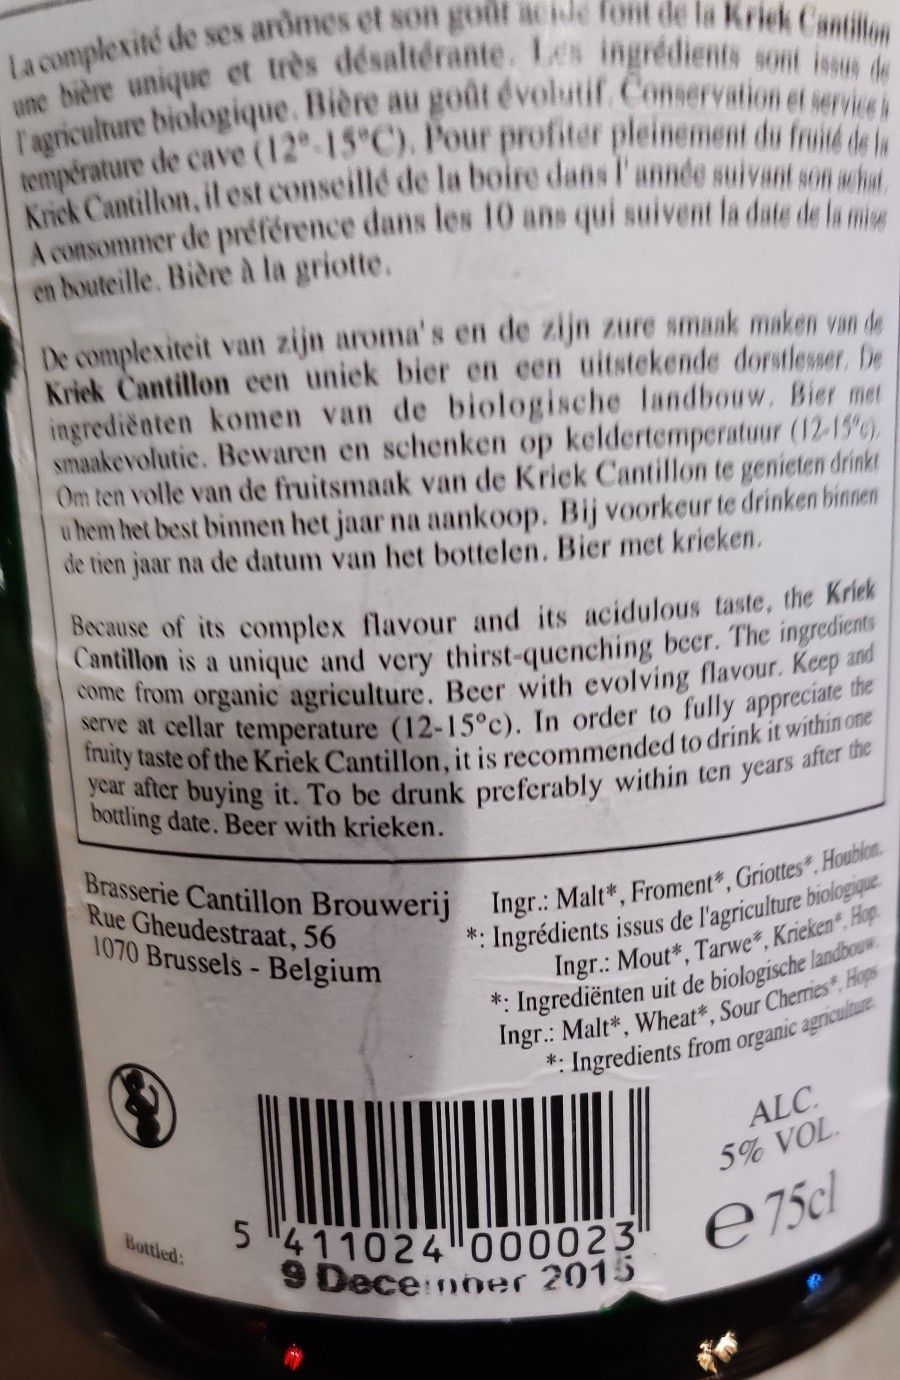 La complexité de ses arômes et son goût acide font de la Kriek Cantillon
une bière unique et très désaltérante. Les ingrédients sont issus de
l'agriculture biologique. Bière au goût évolutif. Conservation et service à
température de cave (12°-15°C). Pour profiter pleinement du fruité de la
Kriek Cantillon, il est conseillé de la boire dans l'année suivant son achat.
A consommer de préférence dans les 10 ans qui suivent la date de la mise
en bouteille. Bière à la griotte.
De complexiteit van zijn aroma's en de zijn zure smaak maken van de
Kriek Cantillon een uniek bier en een uitstekende dorstlesser. De
ingrediënten komen van de biologische landbouw. Bier met
smaakevolutie. Bewaren en schenken op keldertemperatuur (12-15°c).
Om ten volle van de fruitsmaak van de Kriek Cantillon te genieten drinkt
u hem het best binnen het jaar na aankoop. Bij voorkeur te drinken binnen
de tien jaar na de datum van het bottelen. Bier met krieken.
Because of its complex flavour and its acidulous taste, the Kriek
Cantillon is a unique and very thirst-quenching beer. The ingredients
come from organic agriculture. Beer with evolving flavour. Keep and
serve at cellar temperature (12-15°c). In order to fully appreciate the
fruity taste of the Kriek Cantillon, it is recommended to drink it within one
year after buying it. To be drunk preferably within ten years after the
bottling date. Beer with krieken.
Brasserie Cantillon Brouwerij
Rue Gheudestraat, 56
1070 Brussels - Belgium
Ingr.: Malt*, Froment*, Griottes*, Houblon.
*: Ingrédients issus de l'agriculture biologique.
Ingr.: Mout*, Tarwe*, Krieken*, Hop.
*: Ingrediënten uit de biologische landbouw.
Ingr.: Malt*, Wheat*, Sour Cherries*, Hops
*: Ingredients from organic agriculture.
ALC.
5% VOL.
e 75cl
5 411024 000023
Bottled:
9 December 2015